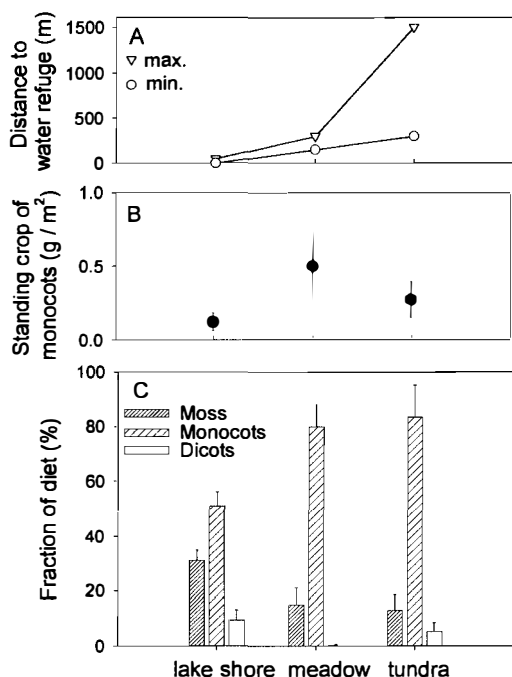 Distance to
water refuge (m)
1500
1000
500
0
A
max.
min.
Standing crop of
monocots (g / m²)
1.0
0.5
0.0
B
Fraction of diet (%)
100
80
60
40
20
0
C
Moss
Monocots
Dicots
lake shore meadow tundra